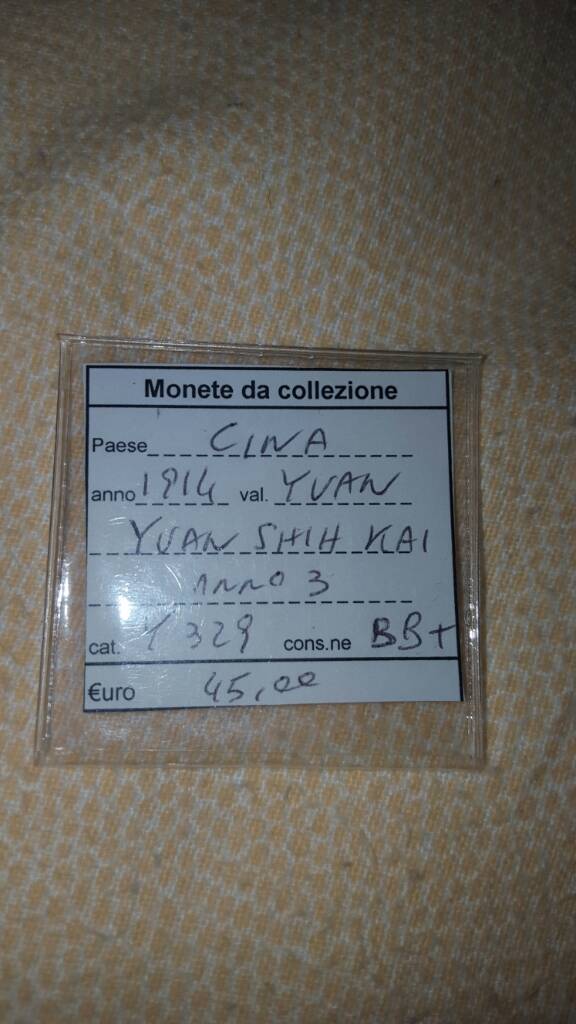 Monete da collezione
Paese CINA
anno 1914 val. YUAN
YUAN SHIH KAI
ANNO 3
cat. Y 329 cons.ne BB+
€uro 45,00